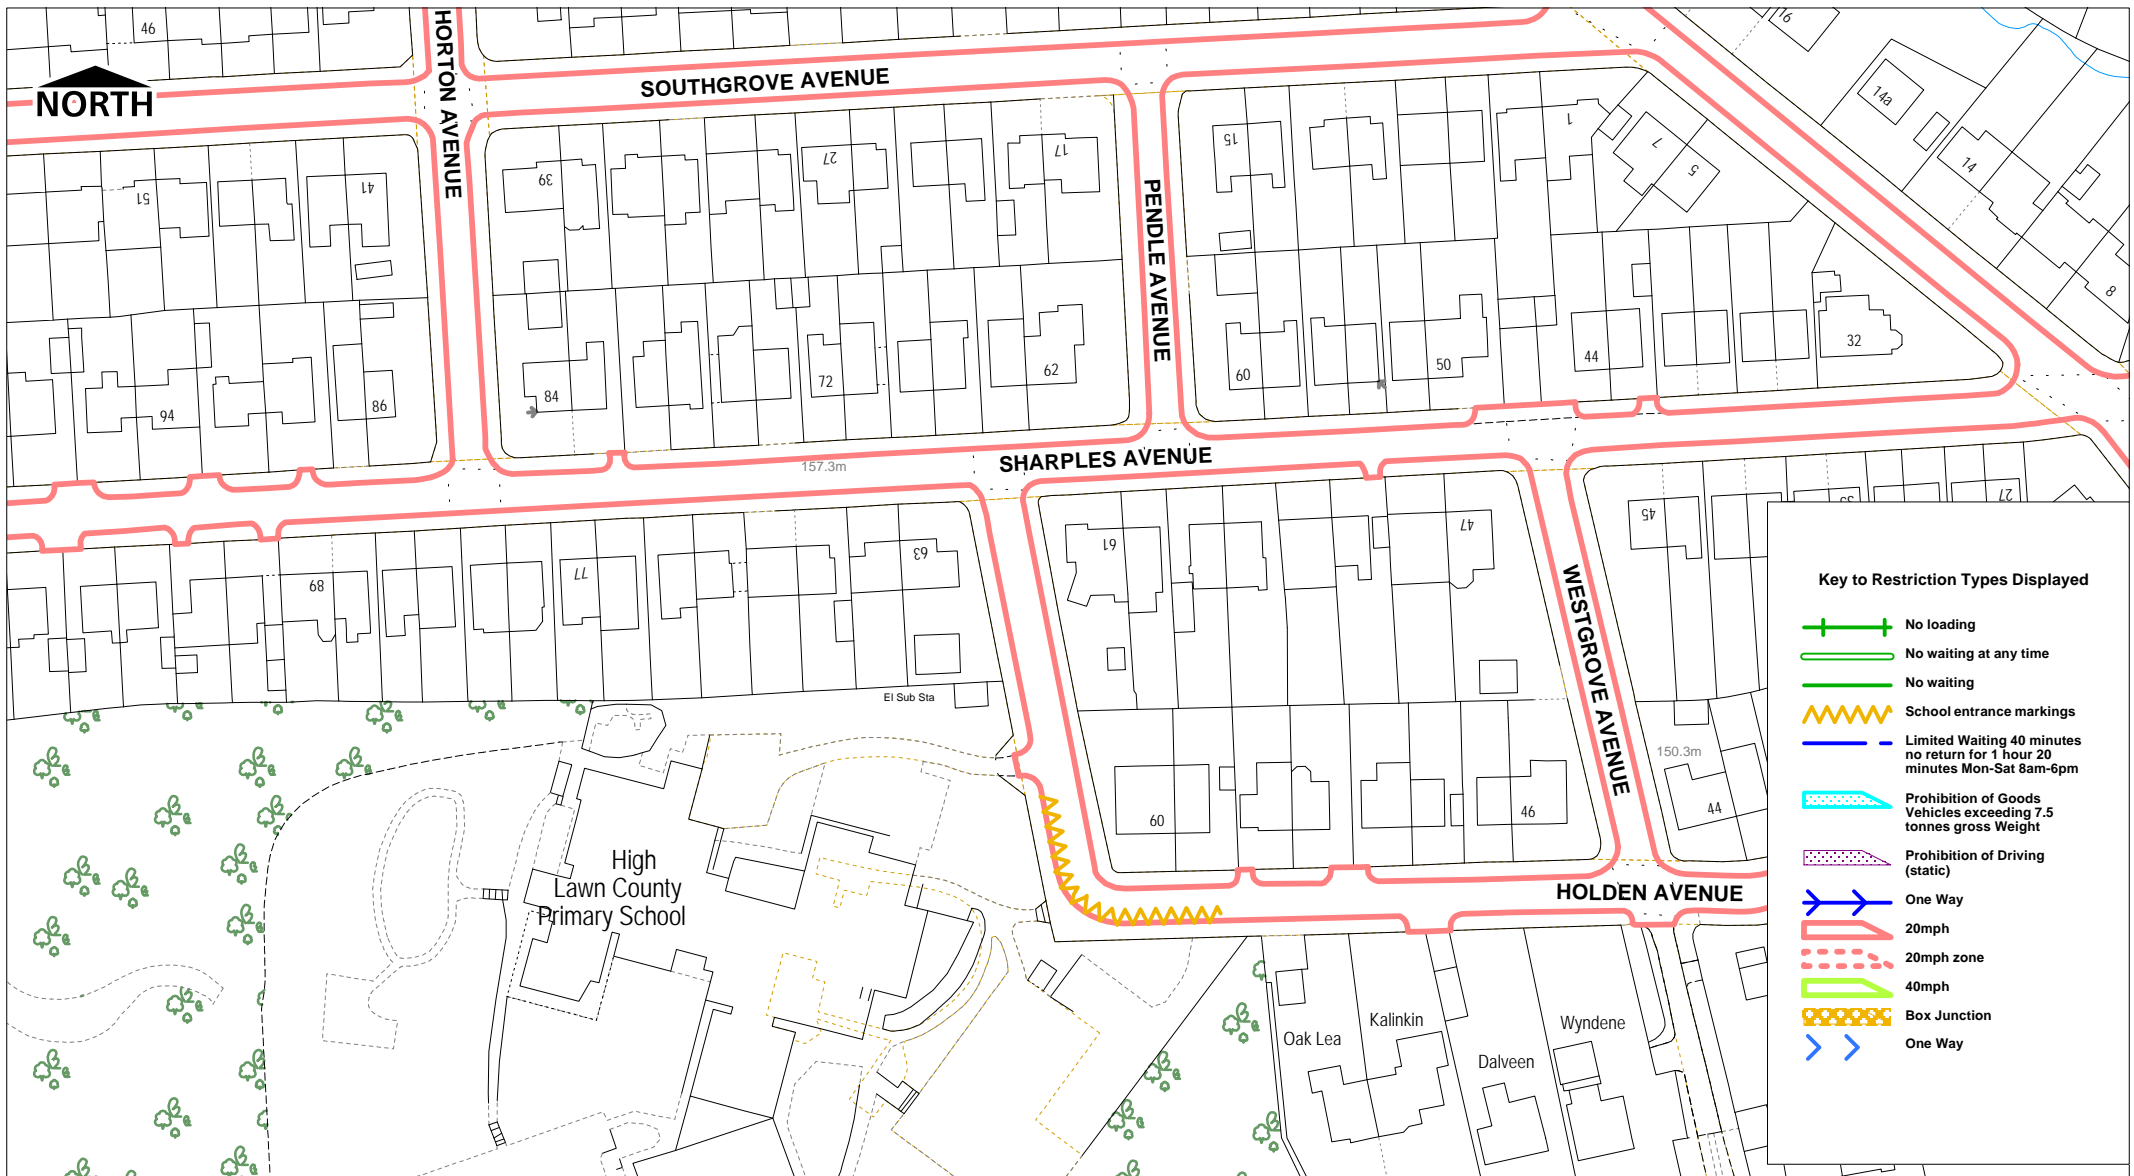 46
16
HORTON AVENUE
SOUTHGROVE AVENUE
NORTH
14a
51
41
39
27
17
15
1
7
5
14
8
PENDLE AVENUE
94
86
84
72
62
60
50
44
32
157.3m
SHARPLES AVENUE
89
77
63
61
47
45
27
WESTGROVE AVENUE
El Sub Sta
150.3m
60
46
44
High
Lawn County
Primary School
HOLDEN AVENUE
Oak Lea
Kalinkin
Dalveen
Wyndene
Key to Restriction Types Displayed
No loading
No waiting at any time
No waiting
School entrance markings
Limited Waiting 40 minutes
no return for 1 hour 20
minutes Mon-Sat 8am-6pm
Prohibition of Goods
Vehicles exceeding 7.5
tonnes gross Weight
Prohibition of Driving
(static)
One Way
20mph
20mph zone
40mph
Box Junction
One Way